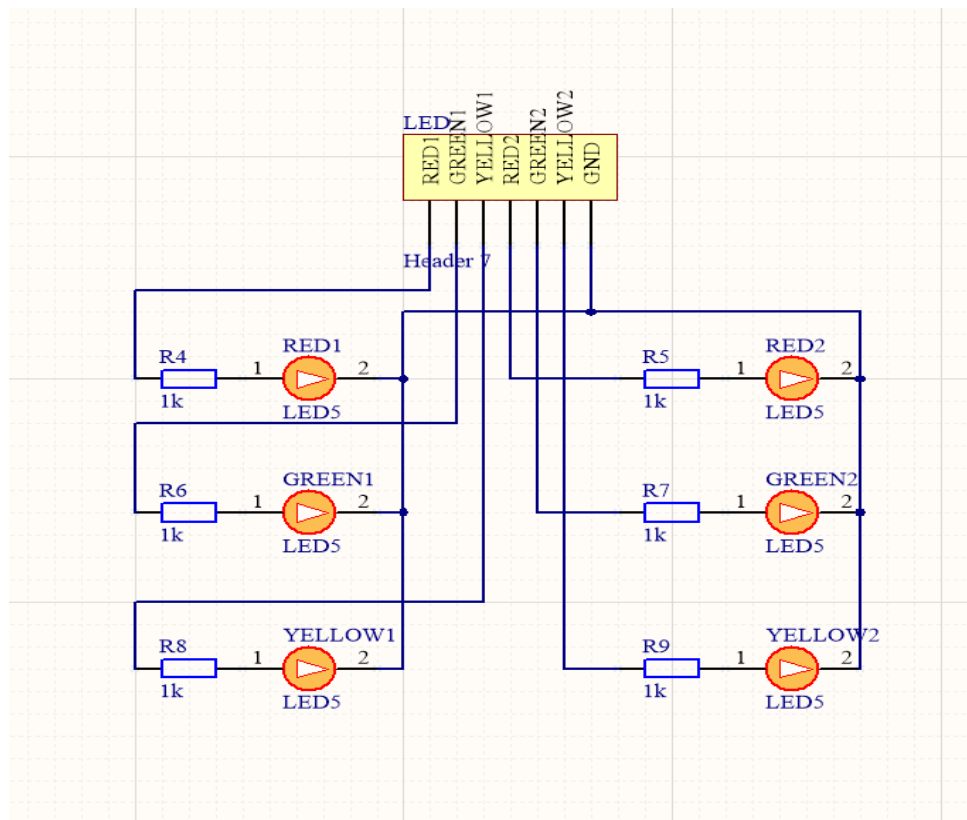 LED
RED1
GREEN1
YELLOW1
RED2
GREEN2
YELLOW2
GND
Header 7
R4
1k
1
RED1
2
LED5
R5
1k
1
RED2
2
LED5
R6
1k
1
GREEN1
2
LED5
R7
1k
1
GREEN2
2
LED5
R8
1k
1
YELLOW1
2
LED5
R9
1k
1
YELLOW2
2
LED5